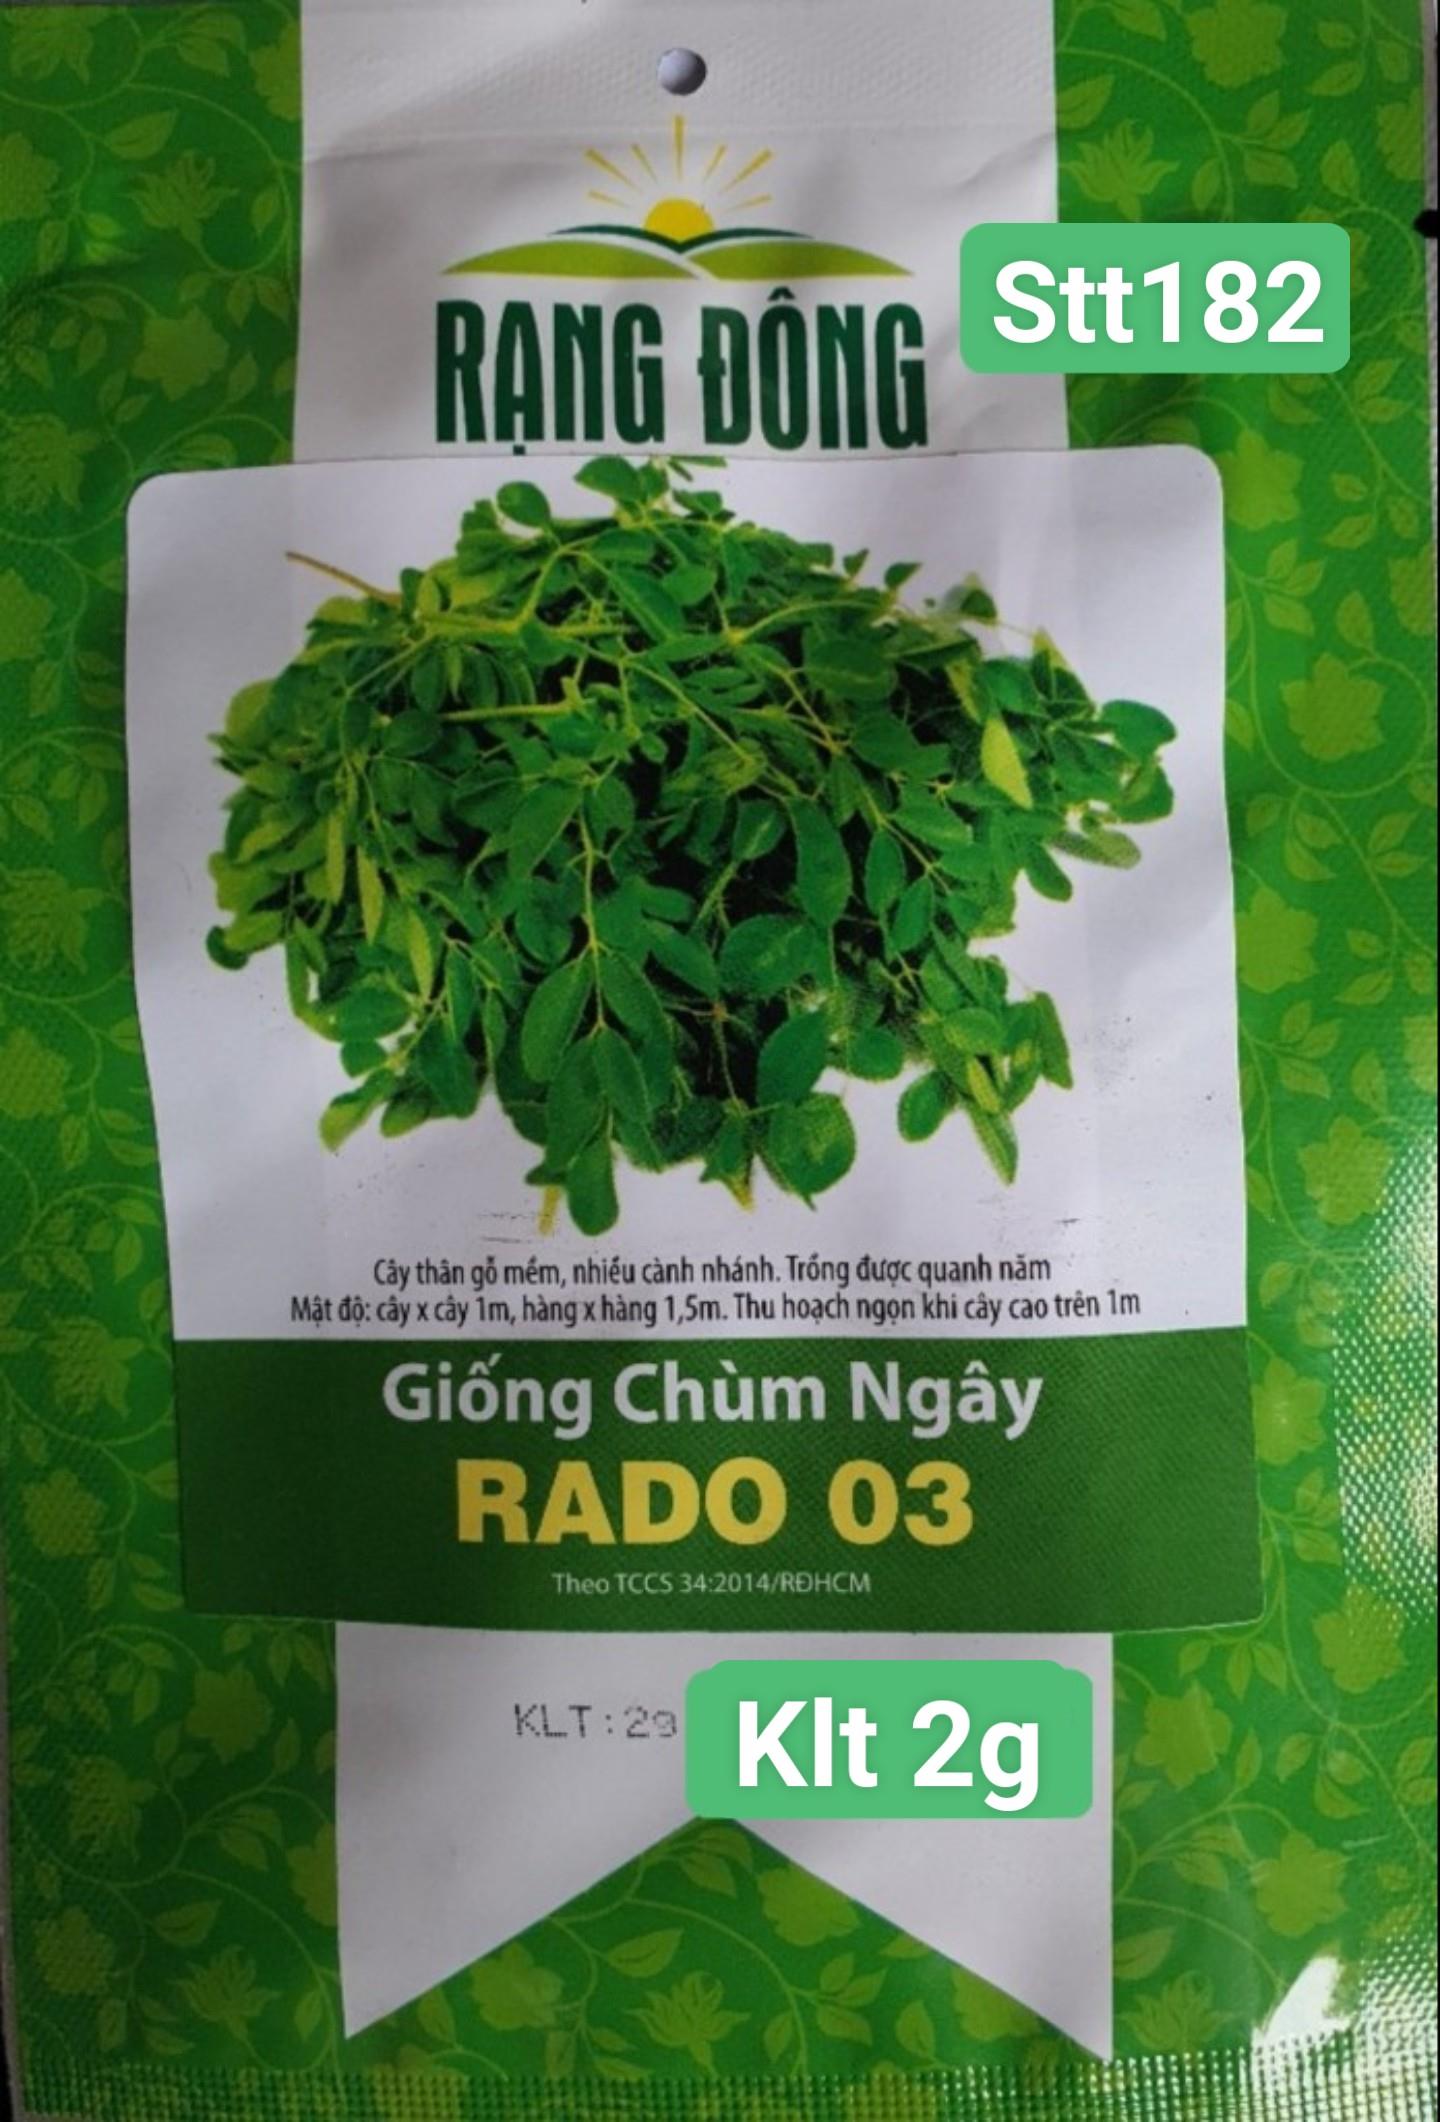 RẠNG ĐÔNG
Stt182
Cây thân gỗ mềm, nhiều cành nhánh. Trồng được quanh năm
Mật độ: cây x cây 1m, hàng x hàng 1,5m. Thu hoạch ngọn khi cây cao trên 1m
Giống Chùm Ngây
RADO 03
Theo TCCS 34:2014/RĐHCM
KLT:2g
Klt 2g